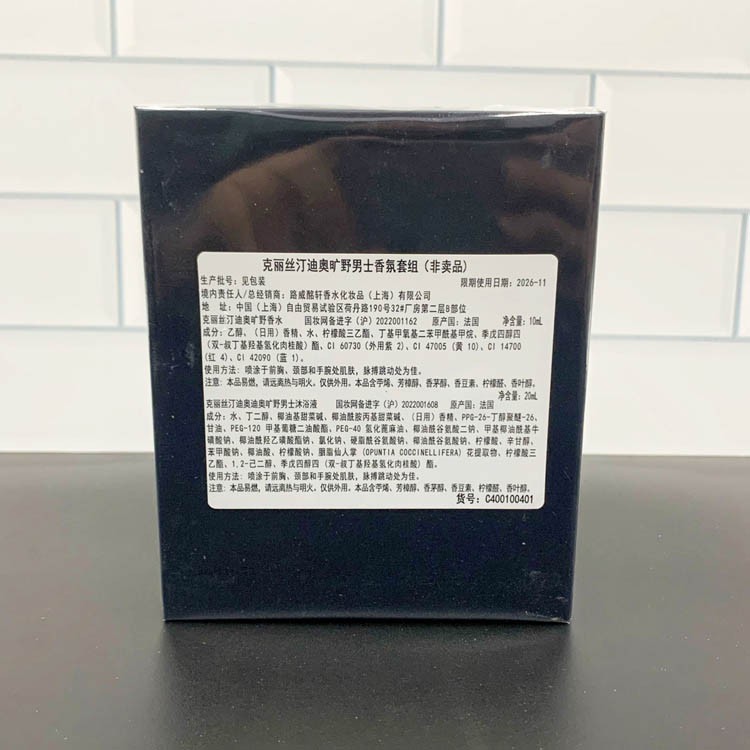 克丽丝汀迪奥旷野男士香氛套组（非卖品）
生产批号：见包装 限期使用日期：2026-11
境内责任人/总经销商：路威酩轩香水化妆品（上海）有限公司
地 址：中国（上海）自由贸易试验区荷丹路190号32#厂房第二层B部位
克丽丝汀迪奥旷野香水 国妆网备进字（沪）2022001162 原产国：法国 净含量：10mL
成分：乙醇、（日用）香精、水、柠檬酸三乙酯、丁基甲氧基二苯甲酰基甲烷、季戊四醇四
（双-叔丁基羟基氢化肉桂酸）酯、CI 60730（外用紫 2）、CI 47005（黄 10）、CI 14700
（红 4）、CI 42090（蓝 1）。
使用方法：喷涂于前胸、颈部和手腕处肌肤，脉搏跳动处为佳。
注意：本品易燃，请远离热与明火。仅供外用。本品含苧烯、芳樟醇、香茅醇、香豆素、柠檬醛、香叶醇。
克丽丝汀迪奥迪奥旷野男士沐浴液 国妆网备进字（沪）2022001608 原产国：法国 净含量：20mL
成分：水、丁二醇、椰油基甜菜碱、椰油酰胺丙基甜菜碱、（日用）香精、PPG-26-丁醇聚醚-26、
甘油、PEG-120 甲基葡糖二油酸酯、PEG-40 氢化蓖麻油、椰油酰谷氨酸二钠、甲基椰油酰基牛
磺酸钠、椰油酰羟乙磺酸酯钠、氯化钠、硬脂酰谷氨酸钠、椰油酰谷氨酸钠、柠檬酸、辛甘醇、
苯甲酸钠、椰油酸、柠檬酸钠、胭脂仙人掌（OPUNTIA COCCINELLIFERA）花提取物、柠檬酸三
乙酯、1,2-己二醇、季戊四醇四（双-叔丁基羟基氢化肉桂酸）酯。
使用方法：喷涂于前胸、颈部和手腕处肌肤，脉搏跳动处为佳。
注意：本品易燃，请远离热与明火。仅供外用。本品含苧烯、芳樟醇、香茅醇、香豆素、柠檬醛、香叶醇。
货号：C400100401